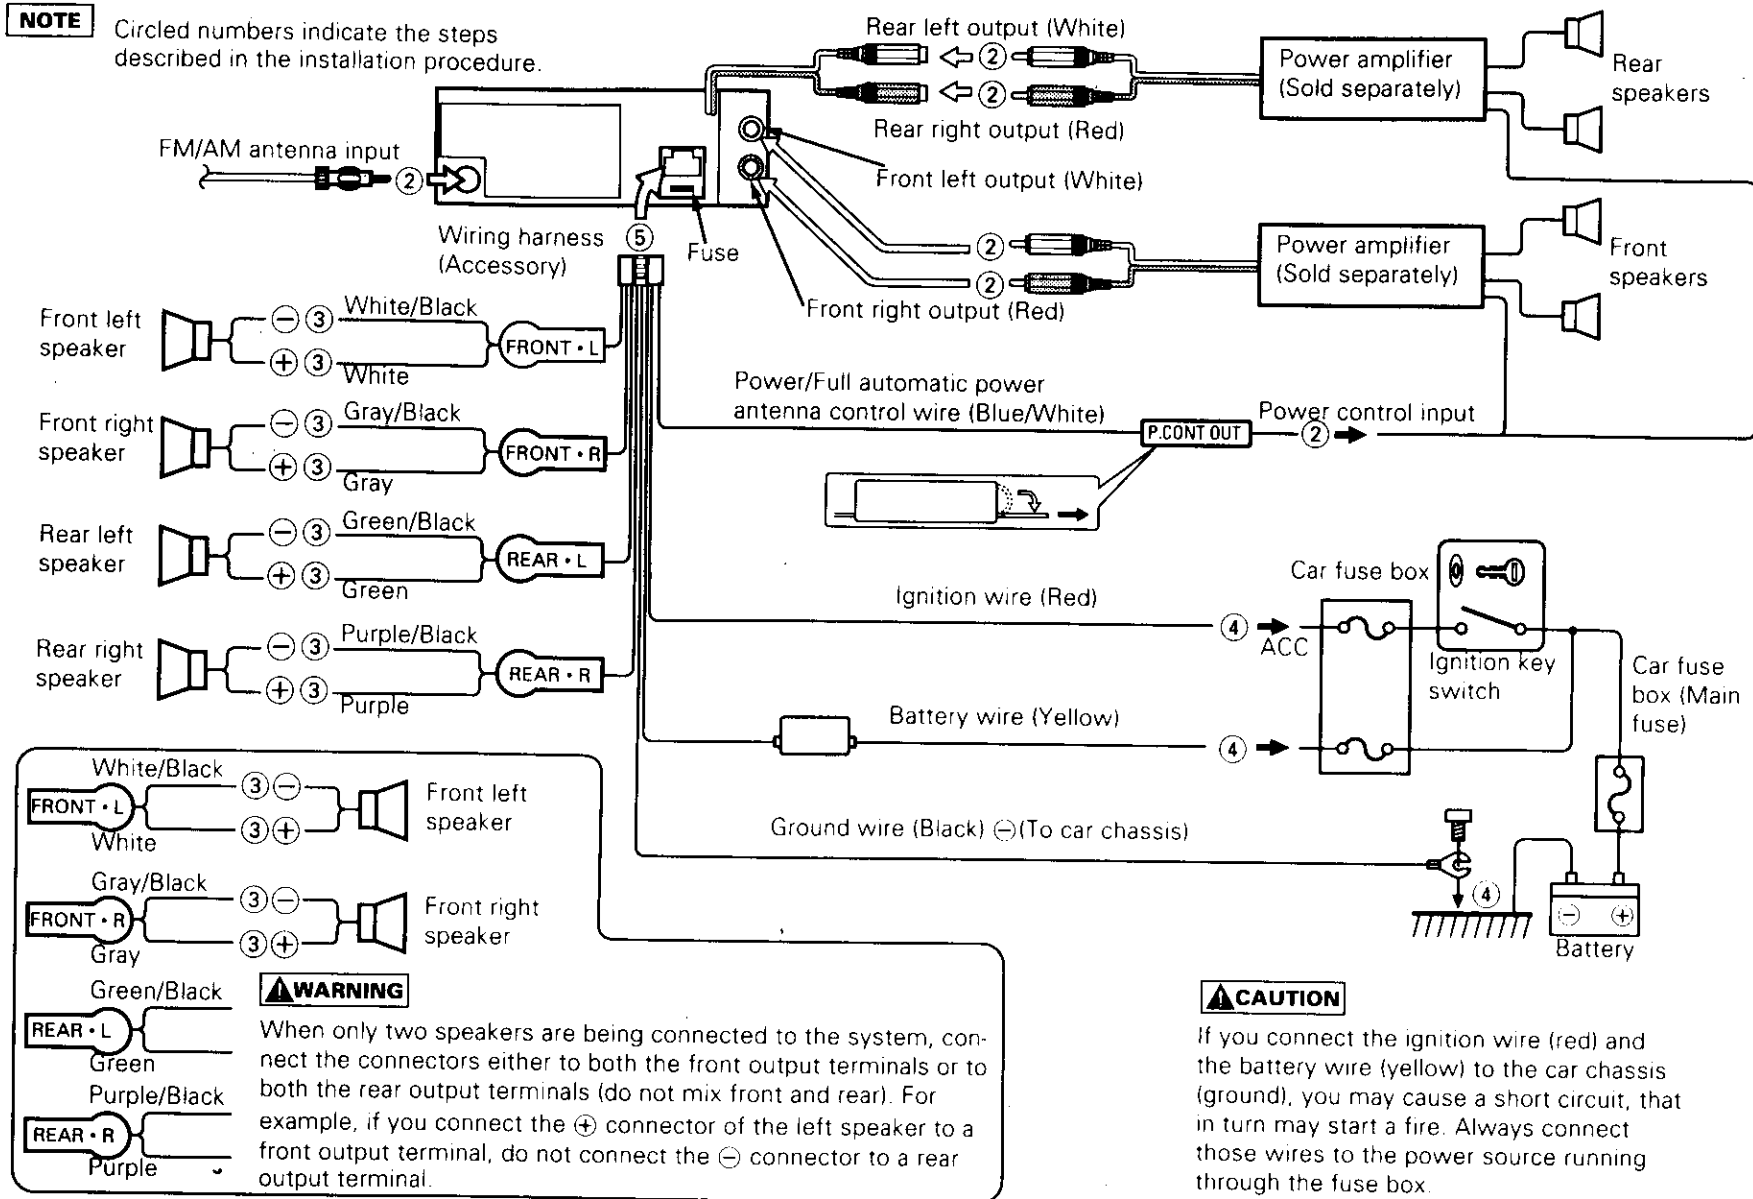 NOTE
Circled numbers indicate the steps
described in the installation procedure.
Rear left output (White)
②
②
Rear right output (Red)
Power amplifier
(Sold separately)
Rear
speakers
FM/AM antenna input
②
Front left output (White)
Wiring harness
(Accessory)
⑤
Fuse
②
②
Front right output (Red)
Power amplifier
(Sold separately)
Front
speakers
Front left
speaker
⊖ ③ White/Black
⊕ ③ White
FRONT・L
Front right
speaker
⊖ ③ Gray/Black
⊕ ③ Gray
FRONT・R
Rear left
speaker
⊖ ③ Green/Black
⊕ ③ Green
REAR・L
Rear right
speaker
⊖ ③ Purple/Black
⊕ ③ Purple
REAR・R
Power/Full automatic power
antenna control wire (Blue/White)
P.CONT OUT
Power control input
②
Ignition wire (Red)
④
ACC
Car fuse box
Ignition key
switch
Car fuse
box (Main
fuse)
Battery wire (Yellow)
④
Ground wire (Black) ⊖ (To car chassis)
④
⊖ ⊕
Battery
White/Black
FRONT・L
White
③ ⊖
③ ⊕
Front left
speaker
Gray/Black
FRONT・R
Gray
③ ⊖
③ ⊕
Front right
speaker
Green/Black
REAR・L
Green
Purple/Black
REAR・R
Purple
WARNING
When only two speakers are being connected to the system, con-
nect the connectors either to both the front output terminals or to
both the rear output terminals (do not mix front and rear). For
example, if you connect the ⊕ connector of the left speaker to a
front output terminal, do not connect the ⊖ connector to a rear
output terminal.
CAUTION
If you connect the ignition wire (red) and
the battery wire (yellow) to the car chassis
(ground), you may cause a short circuit, that
in turn may start a fire. Always connect
those wires to the power source running
through the fuse box.